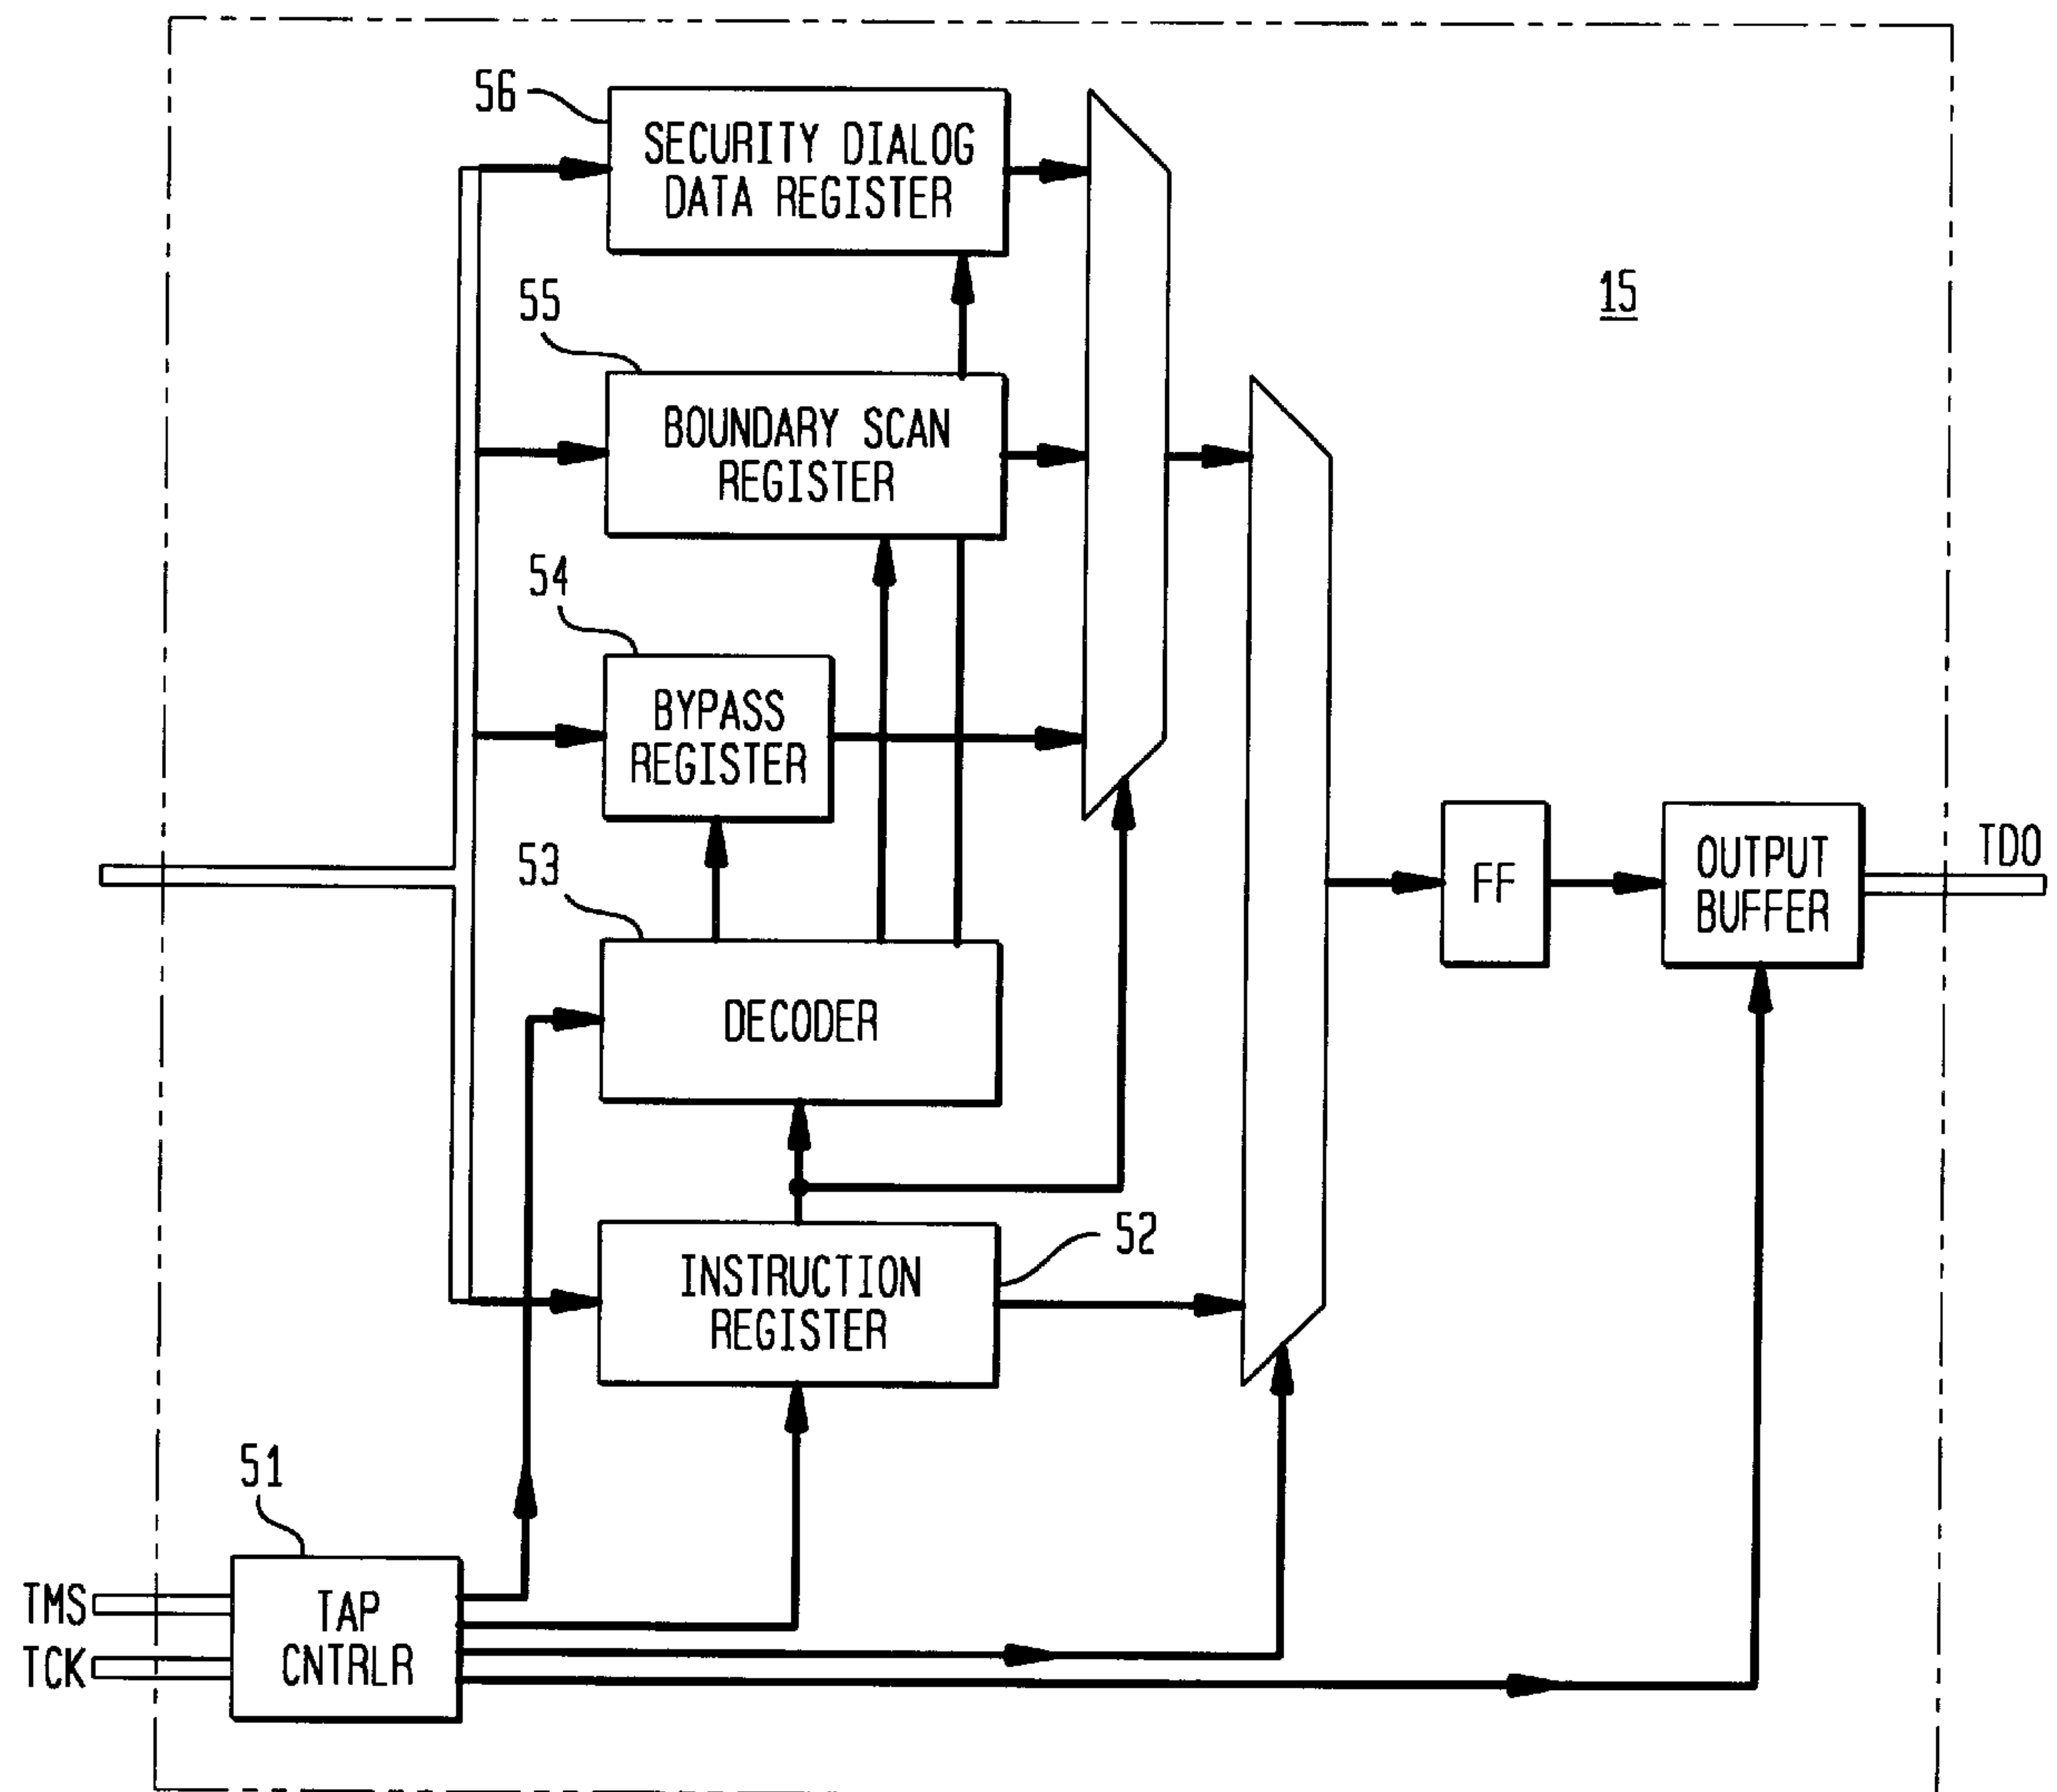 56
SECURITY DIALOG
DATA REGISTER
15
55
BOUNDARY SCAN
REGISTER
54
BYPASS
REGISTER
53
DECODER
FF
OUTPUT
BUFFER
TDO
52
INSTRUCTION
REGISTER
51
TMS
TCK
TAP
CNTRLR